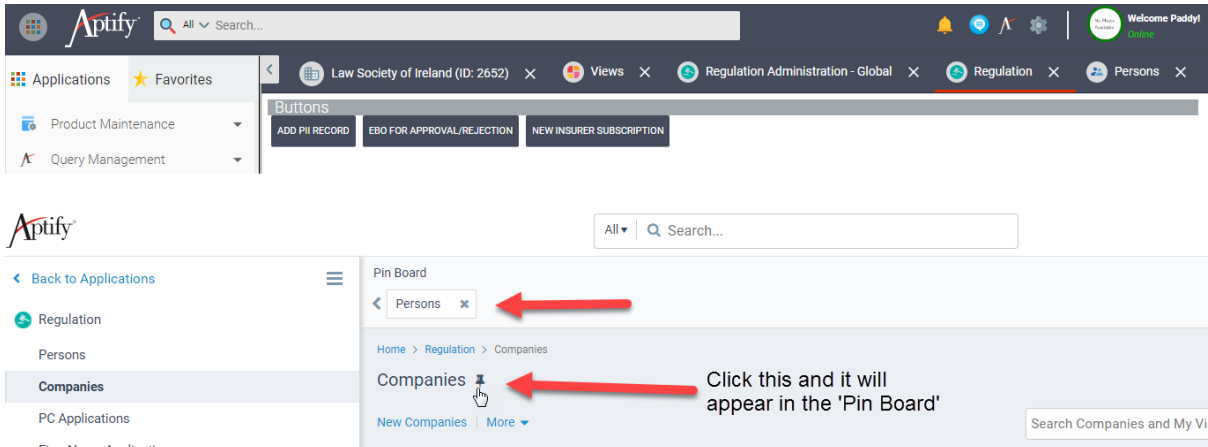 Aptify
All Search...
Welcome Paddy!
No Photo Available
Online
Applications Favorites
Law Society of Ireland (ID: 2652) Views Regulation Administration - Global Regulation Persons
Buttons
Product Maintenance
ADD PII RECORD EBO FOR APPROVAL/REJECTION NEW INSURER SUBSCRIPTION
Query Management
Aptify
All Search...
Back to Applications
Pin Board
Persons
Regulation
Persons
Home > Regulation > Companies
Companies
Companies
Click this and it will
appear in the 'Pin Board'
PC Applications
New Companies | More
Search Companies and My Vi